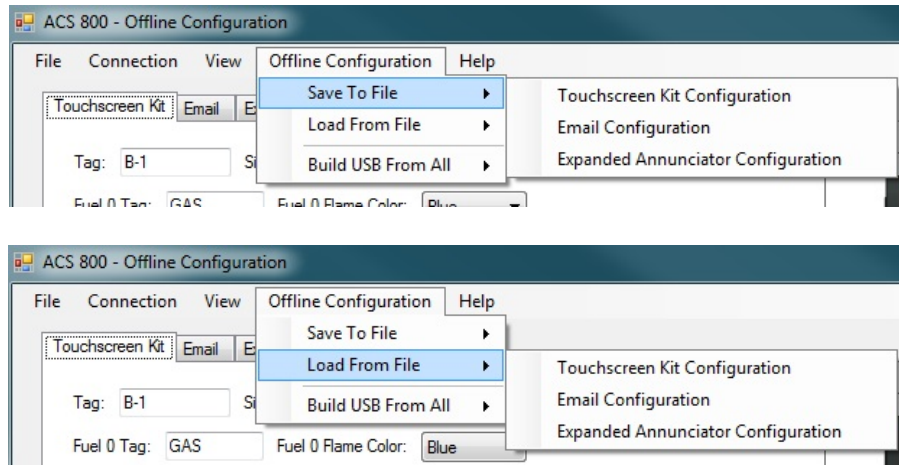 ACS 800 - Offline Configuration
File Connection View Offline Configuration Help
Save To File Touchscreen Kit Configuration
Touchscreen Kit Email
Load From File Email Configuration
Tag: B-1 Build USB From All Expanded Annunciator Configuration
Fuel 0 Tag: GAS Fuel 0 Flame Color: Blue
ACS 800 - Offline Configuration
File Connection View Offline Configuration Help
Save To File
Touchscreen Kit Email
Load From File Touchscreen Kit Configuration
Tag: B-1 Build USB From All Email Configuration
Expanded Annunciator Configuration
Fuel 0 Tag: GAS Fuel 0 Flame Color: Blue